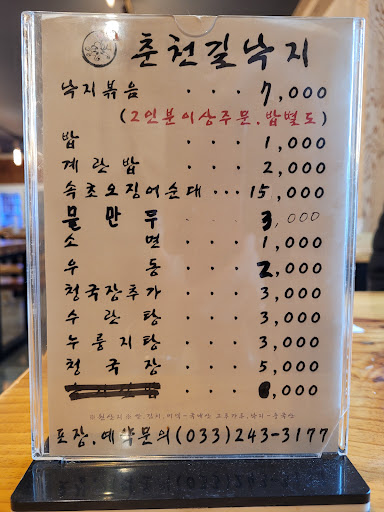 춘천길낙지
낙지볶음 ... 7,000
(2인분이상주문.밥별도)
밥 ... 1,000
계란밥 ... 2,000
속초오징어순대 ... 15,000
물만두 3,000
소면 ... 1,000
우동 ... 2,000
청국장추가 ... 3,000
수란탕 ... 3,000
누룽지탕 ... 3,000
청국장 ... 5,000
,000
포장.예약문의(033)243-3177